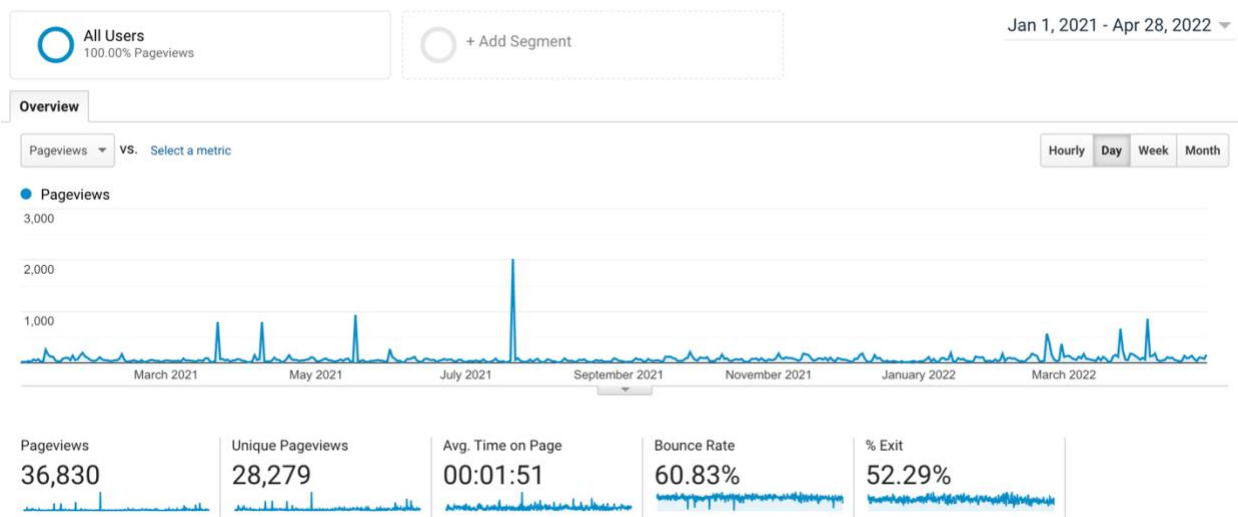 All Users
100.00% Pageviews
+ Add Segment
Jan 1, 2021 - Apr 28, 2022
Overview
Pageviews VS. Select a metric
Hourly Day Week Month
Pageviews
3,000
2,000
1,000
March 2021 May 2021 July 2021 September 2021 November 2021 January 2022 March 2022
Pageviews Unique Pageviews Avg. Time on Page Bounce Rate % Exit
36,830 28,279 00:01:51 60.83% 52.29%